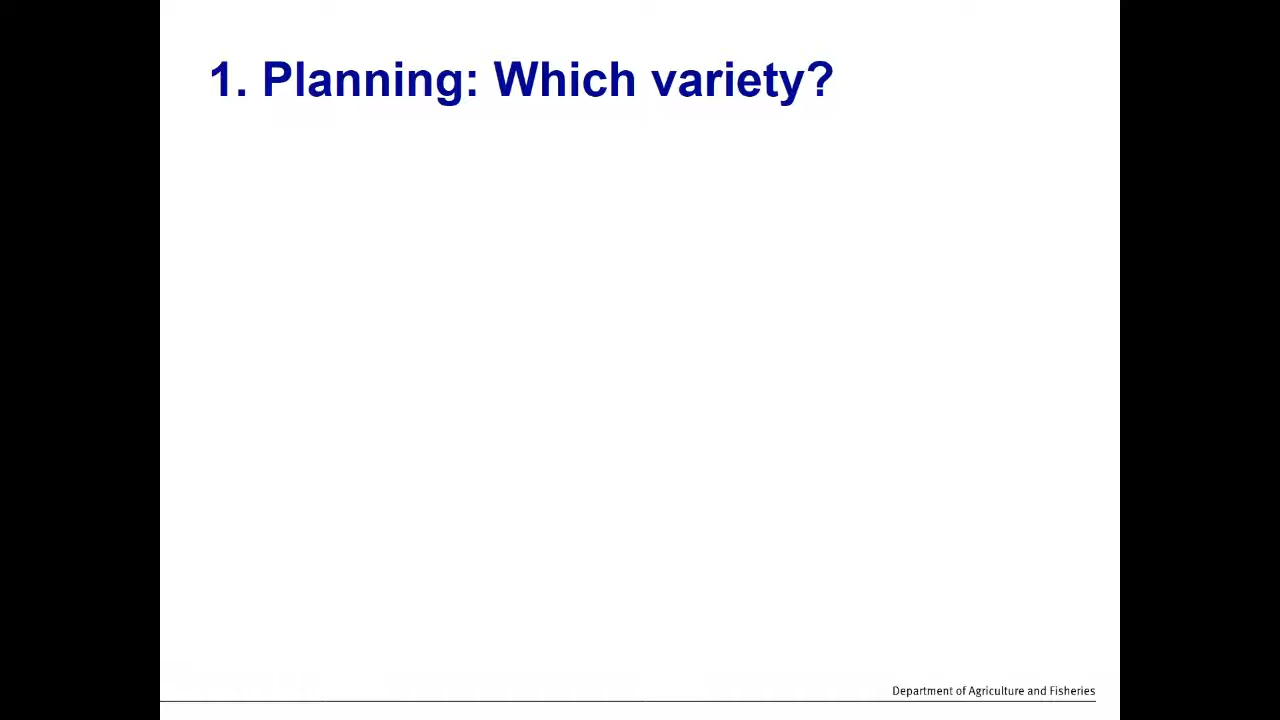 1. Planning: Which variety?
Department of Agriculture and Fisheries